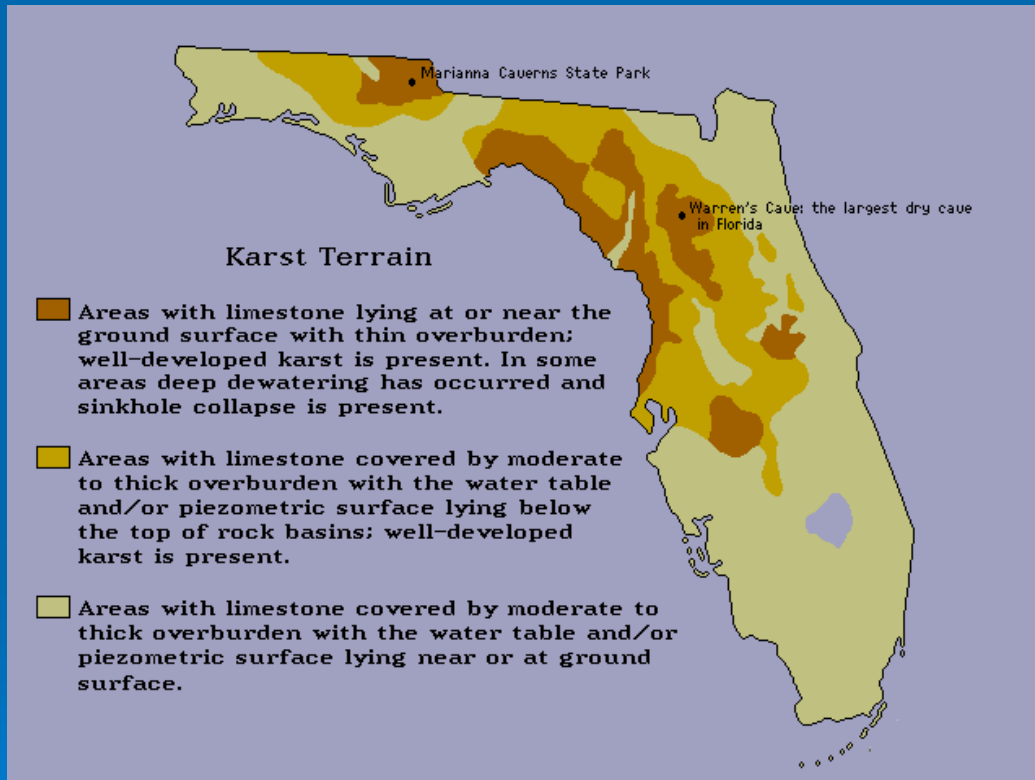 Marianna Caverns State Park
Warren's Cave: the largest dry cave
in Florida
Karst Terrain
Areas with limestone lying at or near the
ground surface with thin overburden;
well-developed karst is present. In some
areas deep dewatering has occurred and
sinkhole collapse is present.
Areas with limestone covered by moderate
to thick overburden with the water table
and/or piezometric surface lying below
the top of rock basins; well-developed
karst is present.
Areas with limestone covered by moderate to
thick overburden with the water table and/or
piezometric surface lying near or at ground
surface.